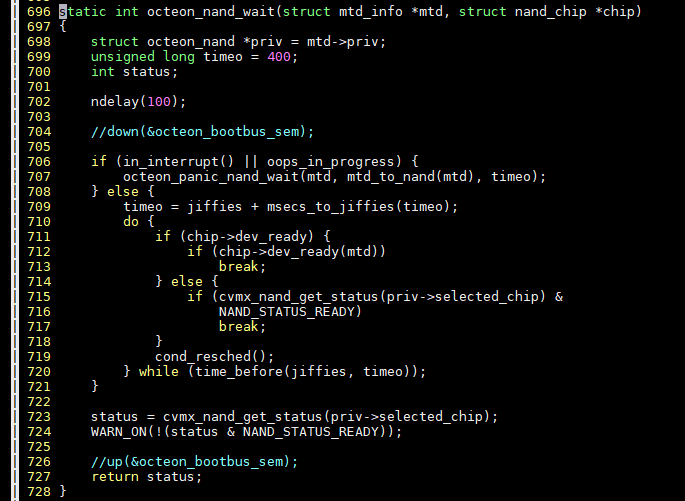 696 static int octeon_nand_wait(struct mtd_info *mtd, struct nand_chip *chip)
697 {
698     struct octeon_nand *priv = mtd->priv;
699     unsigned long timeo = 400;
700     int status;
701
702     ndelay(100);
703
704     //down(&octeon_bootbus_sem);
705
706     if (in_interrupt() || oops_in_progress) {
707         octeon_panic_nand_wait(mtd, mtd_to_nand(mtd), timeo);
708     } else {
709         timeo = jiffies + msecs_to_jiffies(timeo);
710         do {
711             if (chip->dev_ready) {
712                 if (chip->dev_ready(mtd))
713                     break;
714             } else {
715                 if (cvmx_nand_get_status(priv->selected_chip) &
716                     NAND_STATUS_READY)
717                     break;
718             }
719             cond_resched();
720         } while (time_before(jiffies, timeo));
721     }
722
723     status = cvmx_nand_get_status(priv->selected_chip);
724     WARN_ON(!(status & NAND_STATUS_READY));
725
726     //up(&octeon_bootbus_sem);
727     return status;
728 }